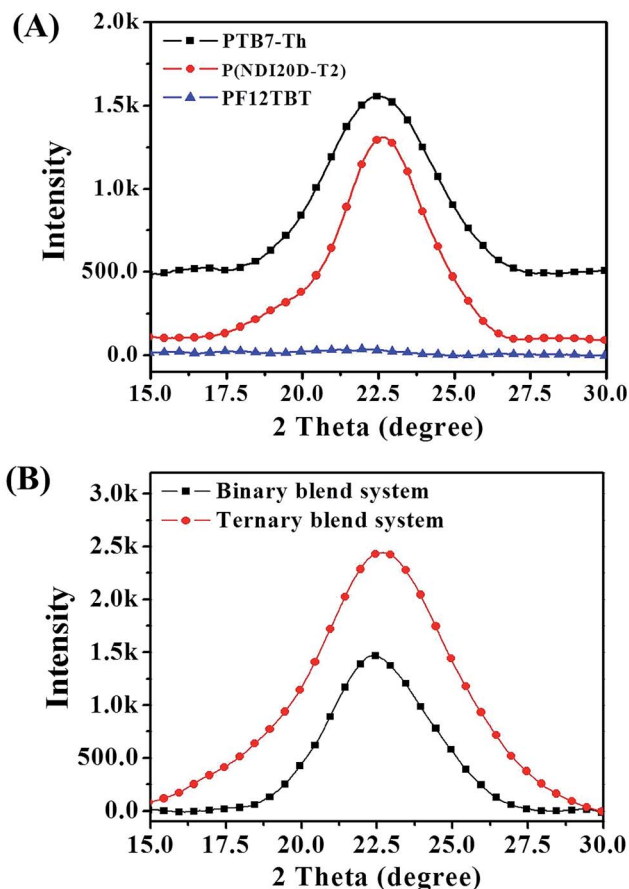 (A)
2.0k
1.5k
1.0k
500.0
0.0
Intensity
PTB7-Th
P(NDI20D-T2)
PF12TBT
15.0 17.5 20.0 22.5 25.0 27.5 30.0
2 Theta (degree)
(B)
3.0k
2.5k
2.0k
1.5k
1.0k
500.0
0.0
Intensity
Binary blend system
Ternary blend system
15.0 17.5 20.0 22.5 25.0 27.5 30.0
2 Theta (degree)